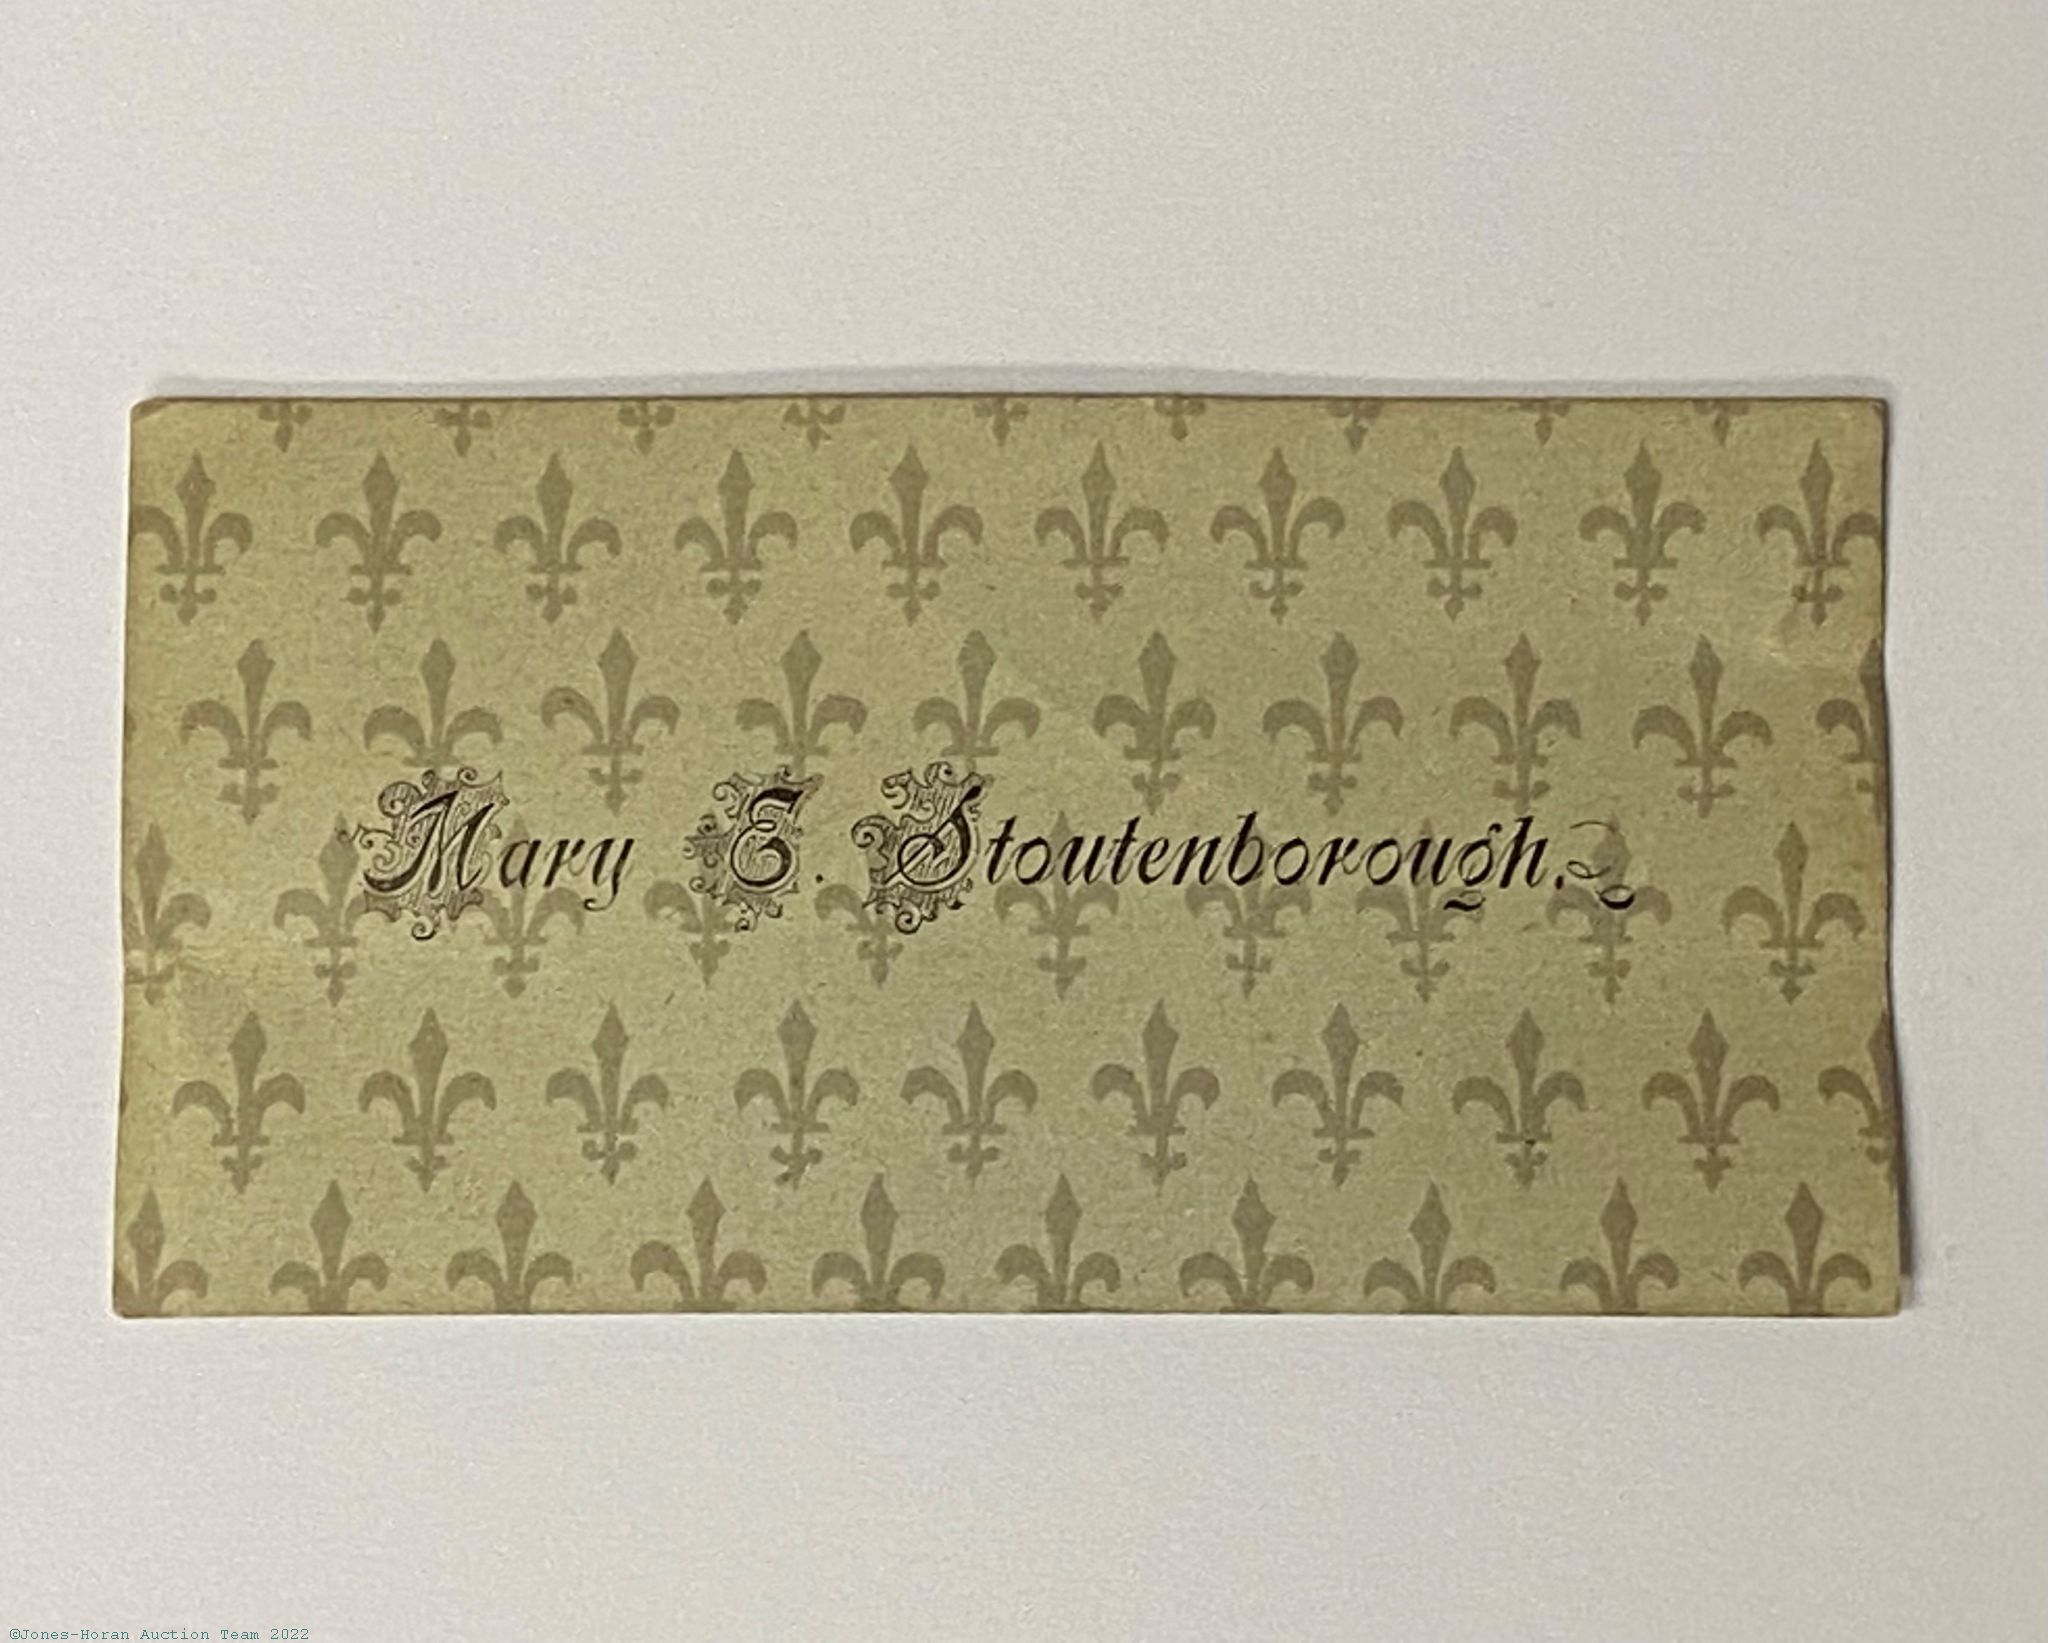 Mary E. Stoutenborough.
©Jones-Horan Auction Team 2022